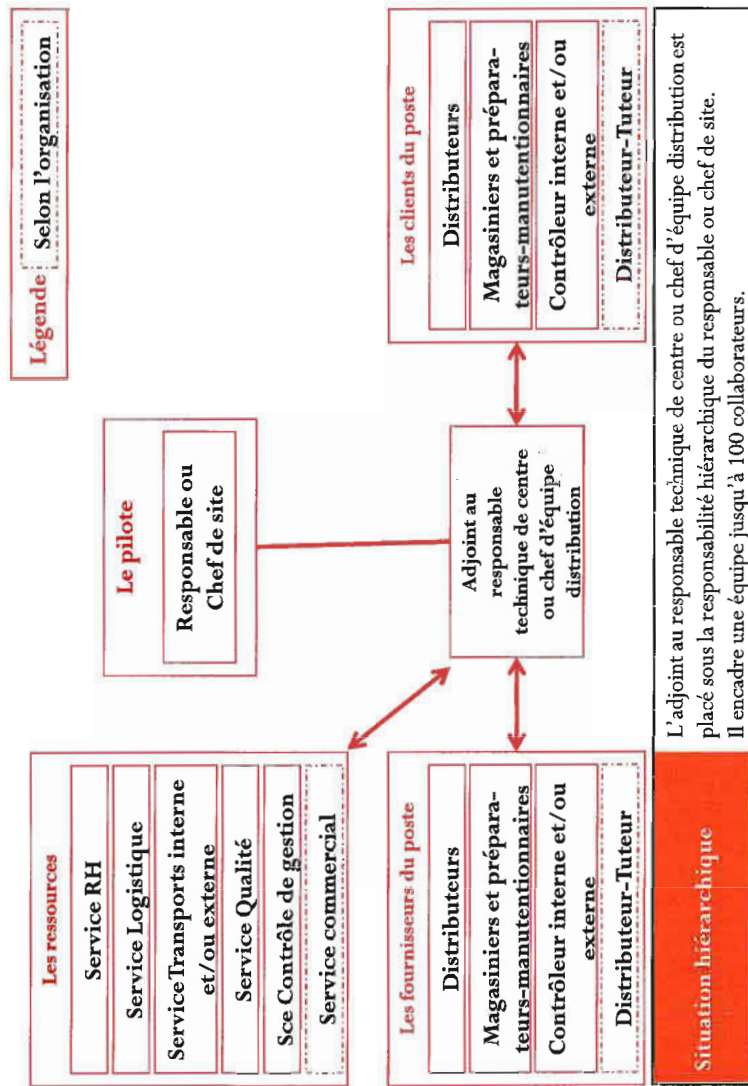 Légende
Selon l'organisation
Le pilote
Responsable ou
Chef de site
Les ressources
Service RH
Service Logistique
Service Transports interne
et/ou externe
Service Qualité
Sce Contrôle de gestion
Service commercial
Adjoint au
responsable
technique de centre
ou chef d'équipe
distribution
Les fournisseurs du poste
Distributeurs
Magasiniers et prépara-
teurs-manutentionnaires
Contrôleur interne et/ou
externe
Distributeur-Tuteur
Les clients du poste
Distributeurs
Magasiniers et prépara-
teurs-manutentionnaires
Contrôleur interne et/ou
externe
Distributeur-Tuteur
Situation hiérarchique
L'adjoint au responsable technique de centre ou chef d'équipe distribution est
placé sous la responsabilité hiérarchique du responsable ou chef de site.
Il encadre une équipe jusqu'à 100 collaborateurs.